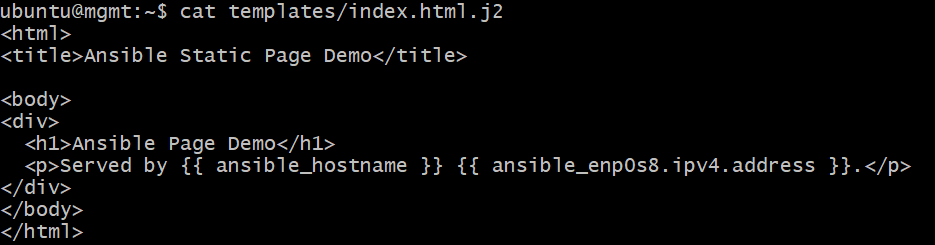 ubuntu@mgmt:~$ cat templates/index.html.j2
<html>
<title>Ansible Static Page Demo</title>

<body>
<div>
  <h1>Ansible Page Demo</h1>
  <p>Served by {{ ansible_hostname }} {{ ansible_enp0s8.ipv4.address }}.</p>
</div>
</body>
</html>